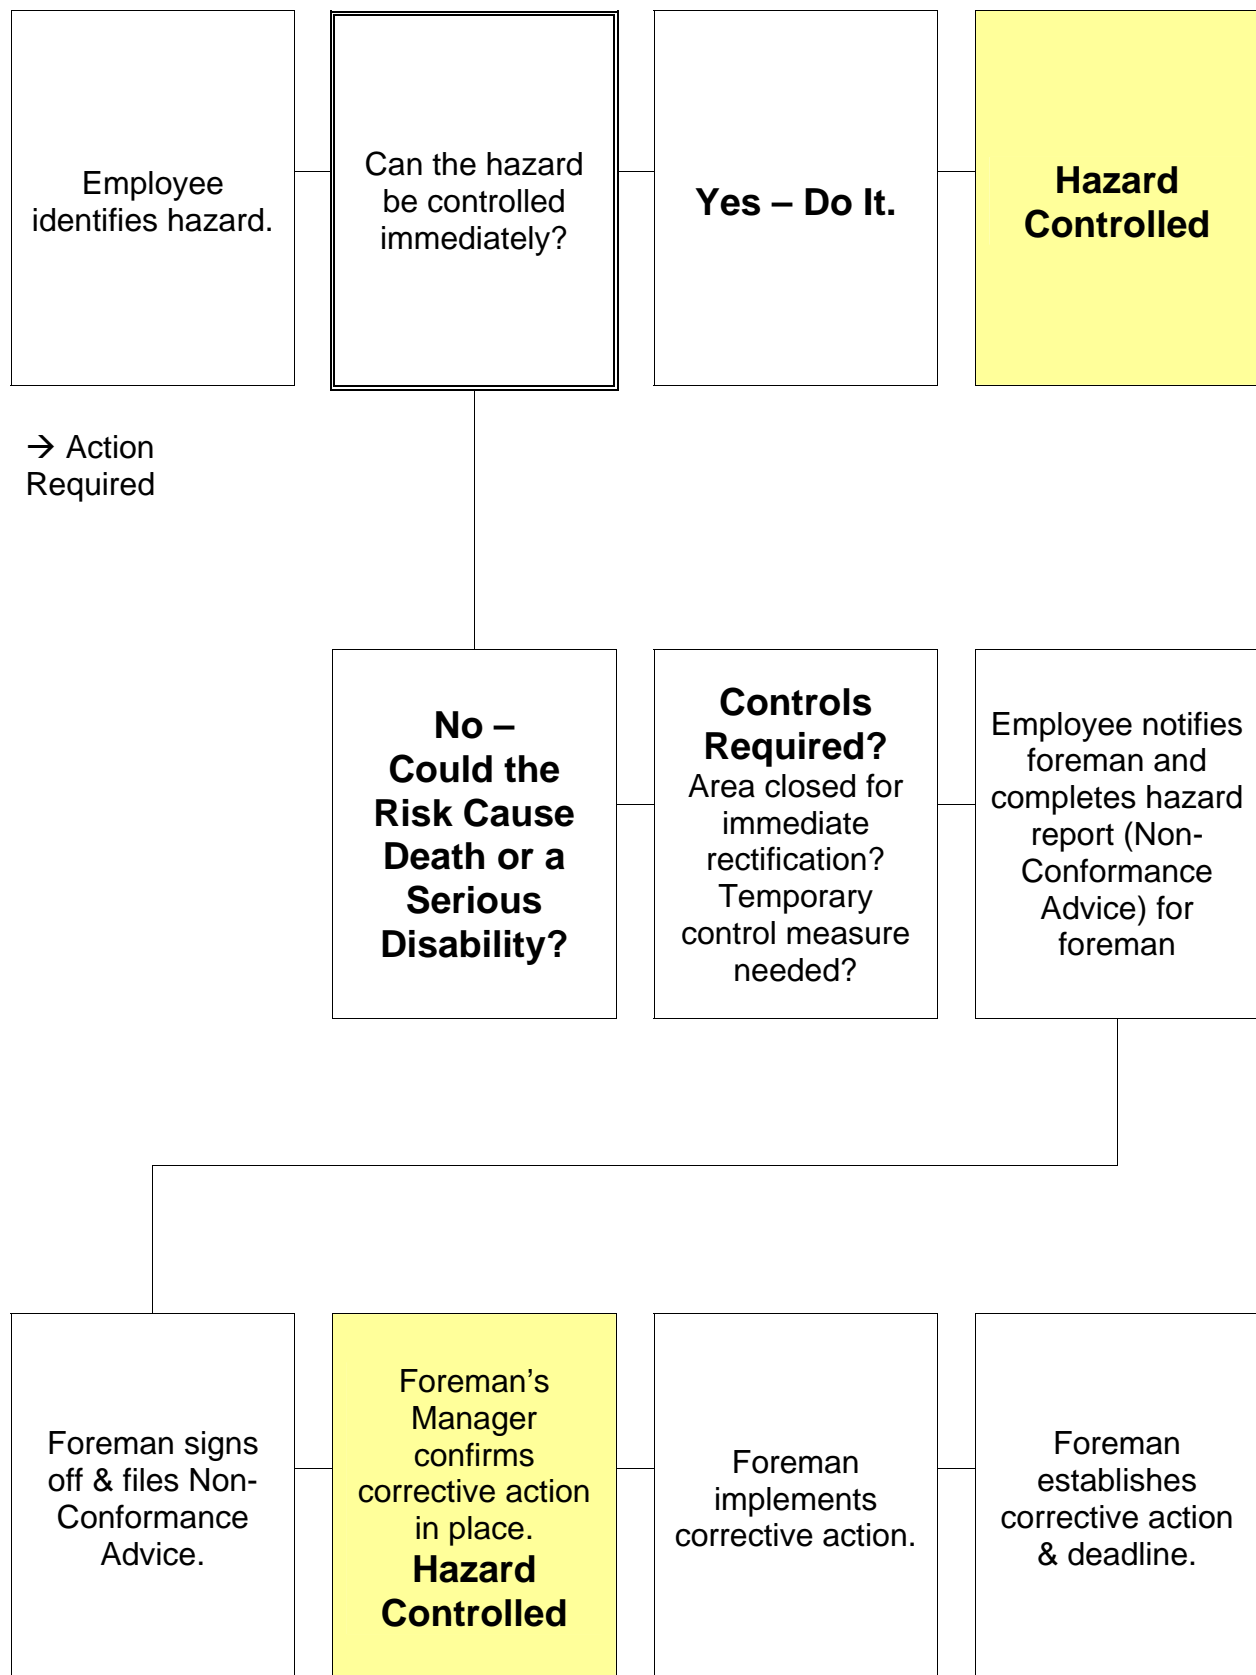 Employee
identifies hazard.
Can the hazard
be controlled
immediately?
Yes – Do It.
Hazard
Controlled
→ Action
Required
No –
Could the
Risk Cause
Death or a
Serious
Disability?
Controls
Required?
Area closed for
immediate
rectification?
Temporary
control measure
needed?
Employee notifies
foreman and
completes hazard
report (Non-
Conformance
Advice) for
foreman
Foreman signs
off & files Non-
Conformance
Advice.
Foreman’s
Manager
confirms
corrective action
in place.
Hazard
Controlled
Foreman
implements
corrective action.
Foreman
establishes
corrective action
& deadline.